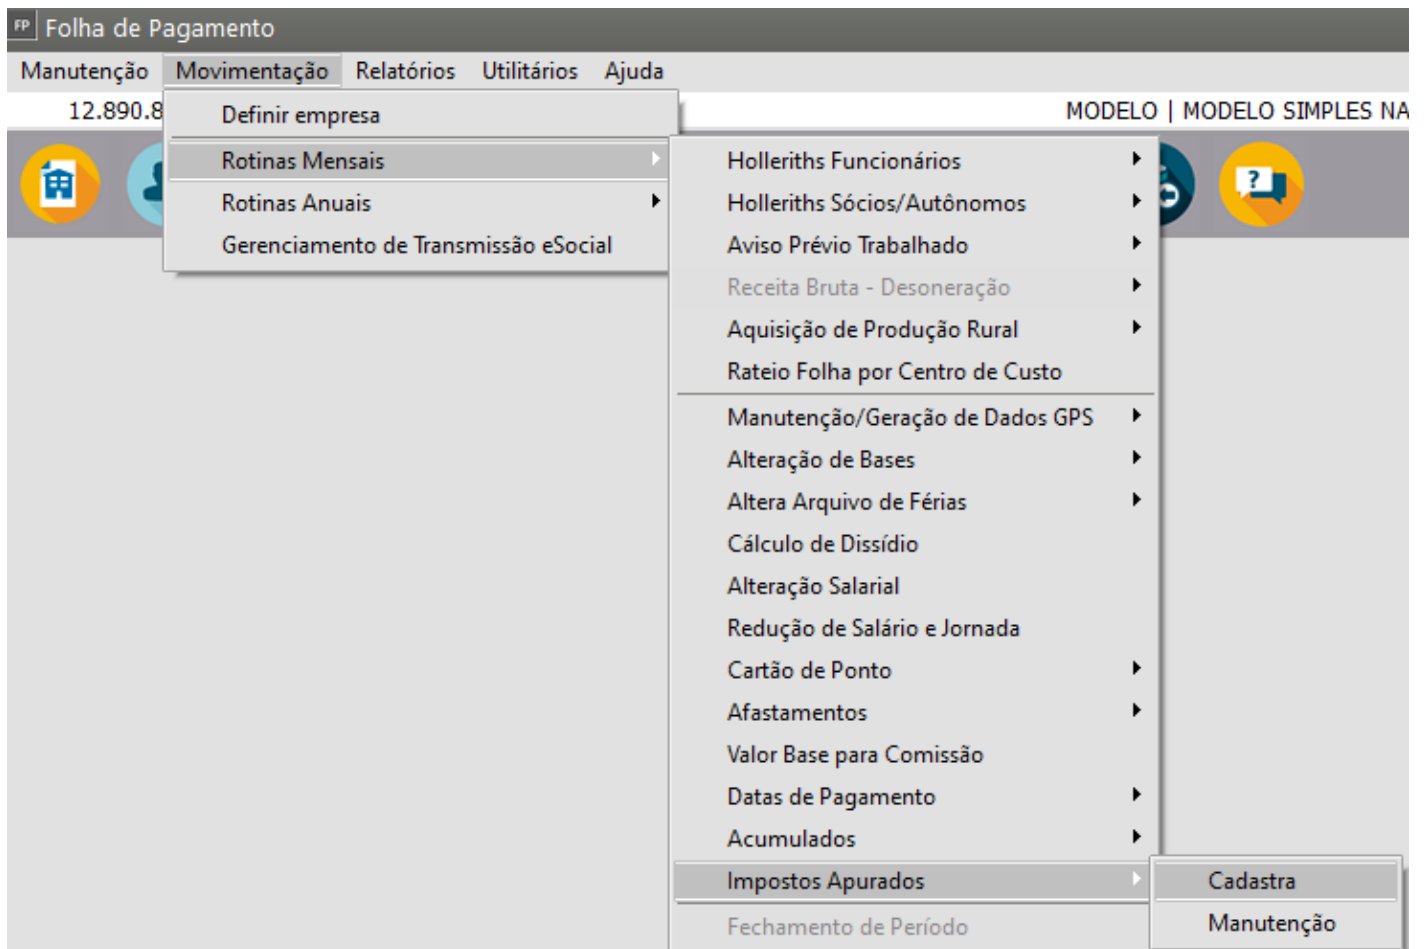 FP Folha de Pagamento
Manutenção Movimentação Relatórios Utilitários Ajuda
12.890.8 MODELO | MODELO SIMPLES NA
Definir empresa
Rotinas Mensais
Rotinas Anuais
Gerenciamento de Transmissão eSocial
Holleriths Funcionários
Holleriths Sócios/Autônomos
Aviso Prévio Trabalhado
Receita Bruta - Desoneração
Aquisição de Produção Rural
Rateio Folha por Centro de Custo
Manutenção/Geração de Dados GPS
Alteração de Bases
Altera Arquivo de Férias
Cálculo de Dissídio
Alteração Salarial
Redução de Salário e Jornada
Cartão de Ponto
Afastamentos
Valor Base para Comissão
Datas de Pagamento
Acumulados
Impostos Apurados
Fechamento de Período
Cadastra
Manutenção